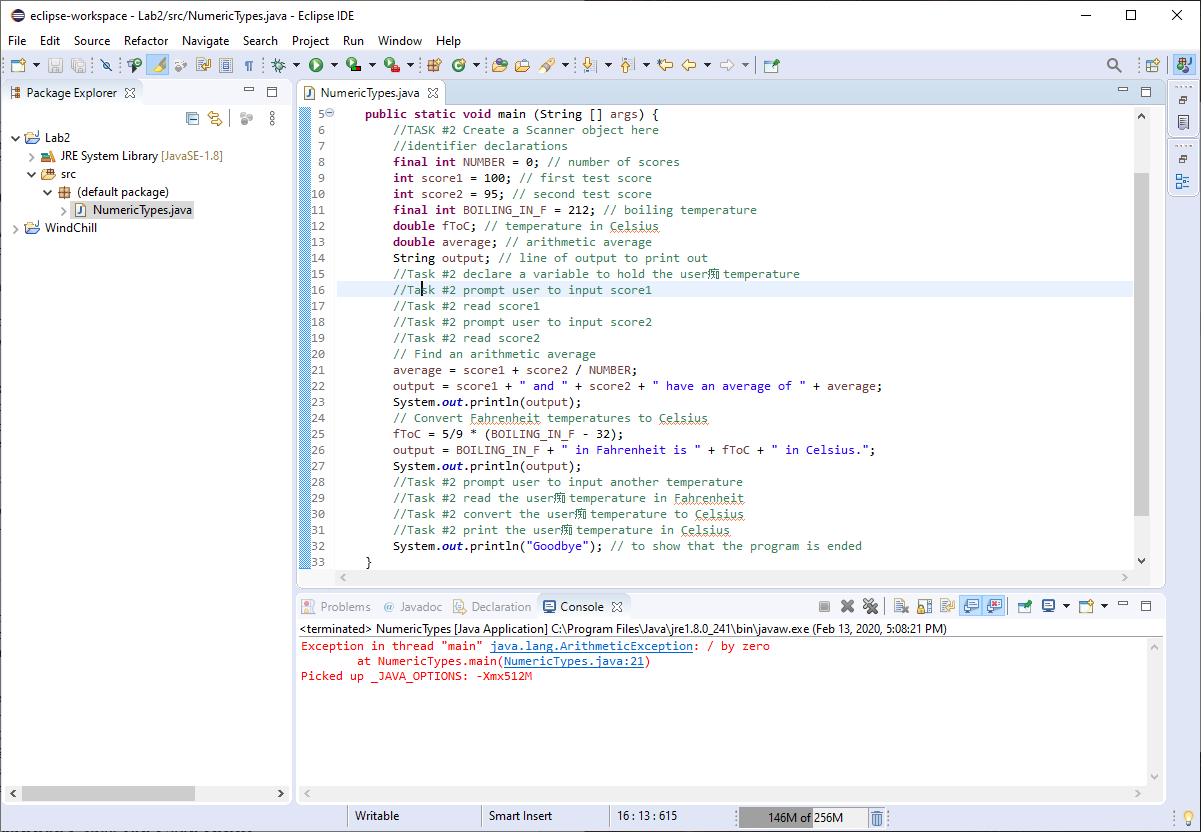 eclipse-workspace - Lab2/src/NumericTypes.java - Eclipse IDE
File Edit Source Refactor Navigate Search Project Run Window Help
Package Explorer
Lab2
JRE System Library [JavaSE-1.8]
src
(default package)
NumericTypes.java
WindChill
NumericTypes.java
5 public static void main (String [] args) {
6 //TASK #2 Create a Scanner object here
7 //identifier declarations
8 final int NUMBER = 0; // number of scores
9 int score1 = 100; // first test score
10 int score2 = 95; // second test score
11 final int BOILING_IN_F = 212; // boiling temperature
12 double fToC; // temperature in Celsius
13 double average; // arithmetic average
14 String output; // line of output to print out
15 //Task #2 declare a variable to hold the user痴 temperature
16 //Task #2 prompt user to input score1
17 //Task #2 read score1
18 //Task #2 prompt user to input score2
19 //Task #2 read score2
20 // Find an arithmetic average
21 average = score1 + score2 / NUMBER;
22 output = score1 + " and " + score2 + " have an average of " + average;
23 System.out.println(output);
24 // Convert Fahrenheit temperatures to Celsius
25 fToC = 5/9 * (BOILING_IN_F - 32);
26 output = BOILING_IN_F + " in Fahrenheit is " + fToC + " in Celsius.";
27 System.out.println(output);
28 //Task #2 prompt user to input another temperature
29 //Task #2 read the user痴 temperature in Fahrenheit
30 //Task #2 convert the user痴 temperature to Celsius
31 //Task #2 print the user痴 temperature in Celsius
32 System.out.println("Goodbye"); // to show that the program is ended
33 }
Problems @ Javadoc Declaration Console
<terminated> NumericTypes [Java Application] C:\Program Files\Java\jre1.8.0_241\bin\javaw.exe (Feb 13, 2020, 5:08:21 PM)
Exception in thread "main" java.lang.ArithmeticException: / by zero
at NumericTypes.main(NumericTypes.java:21)
Picked up _JAVA_OPTIONS: -Xmx512M
Writable Smart Insert 16 : 13 : 615 146M of 256M